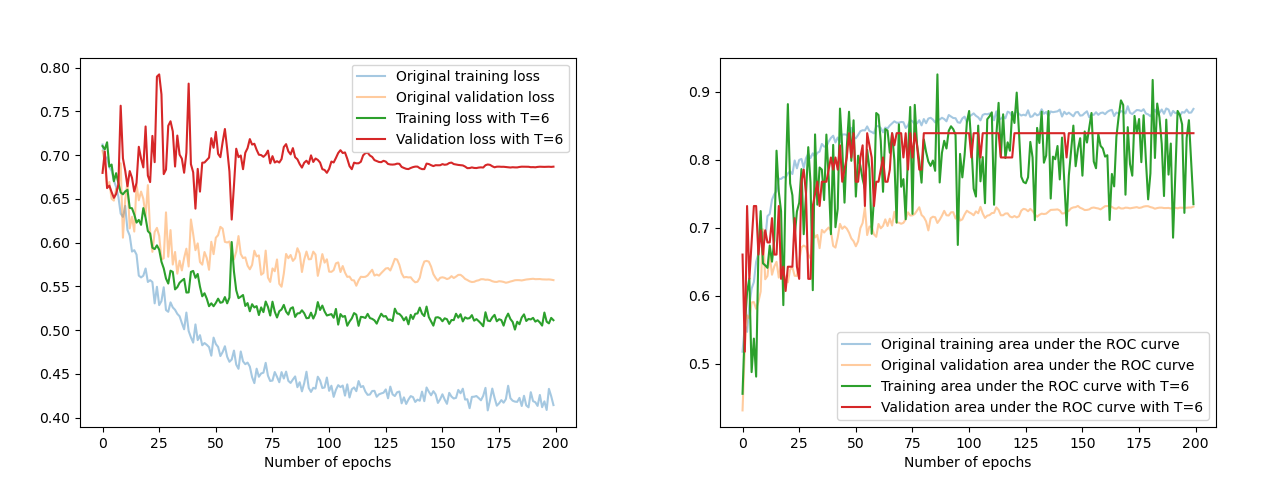 0.80
0.75
0.70
0.65
0.60
0.55
0.50
0.45
0.40
0 25 50 75 100 125 150 175 200
Number of epochs
Original training loss
Original validation loss
Training loss with T=6
Validation loss with T=6
0.9
0.8
0.7
0.6
0.5
0 25 50 75 100 125 150 175 200
Number of epochs
Original training area under the ROC curve
Original validation area under the ROC curve
Training area under the ROC curve with T=6
Validation area under the ROC curve with T=6